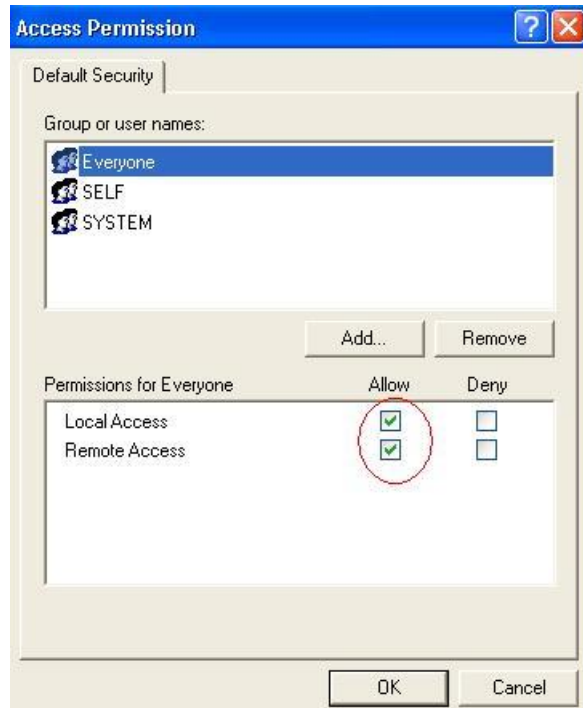 Access Permission
Default Security
Group or user names:
Everyone
SELF
SYSTEM
Add... Remove
Permissions for Everyone Allow Deny
Local Access
Remote Access
OK Cancel